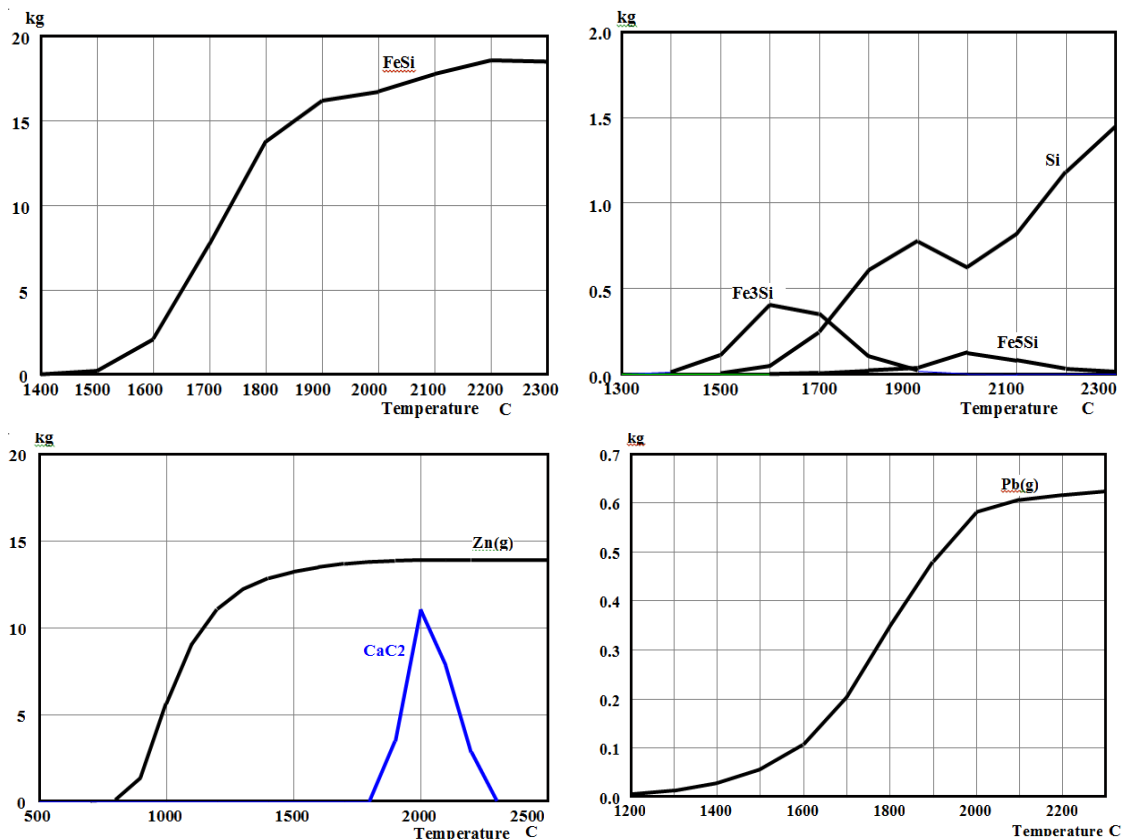 kg
20
FeSi
15
10
5
0
1400 1500 1600 1700 1800 1900 2000 2100 2200 2300
Temperature C
kg
2.0
1.5
Si
1.0
Fe3Si
0.5
Fe5Si
0.0
1300 1500 1700 1900 2100 2300
Temperature C
kg
20
15
Zn(g)
10
CaC2
5
0
500 1000 1500 2000 2500
Temperature C
kg
0.7
Pb(g)
0.6
0.5
0.4
0.3
0.2
0.1
0.0
1200 1400 1600 1800 2000 2200
Temperature C